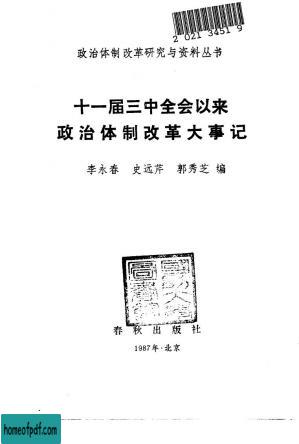 2 021 3451 9
政治体制改革研究与资料丛书
十一届三中全会以来
政治体制改革大事记
李永春 史远芹 郭秀芝 编
春秋出版社
1987年·北京
homeofpdf.com